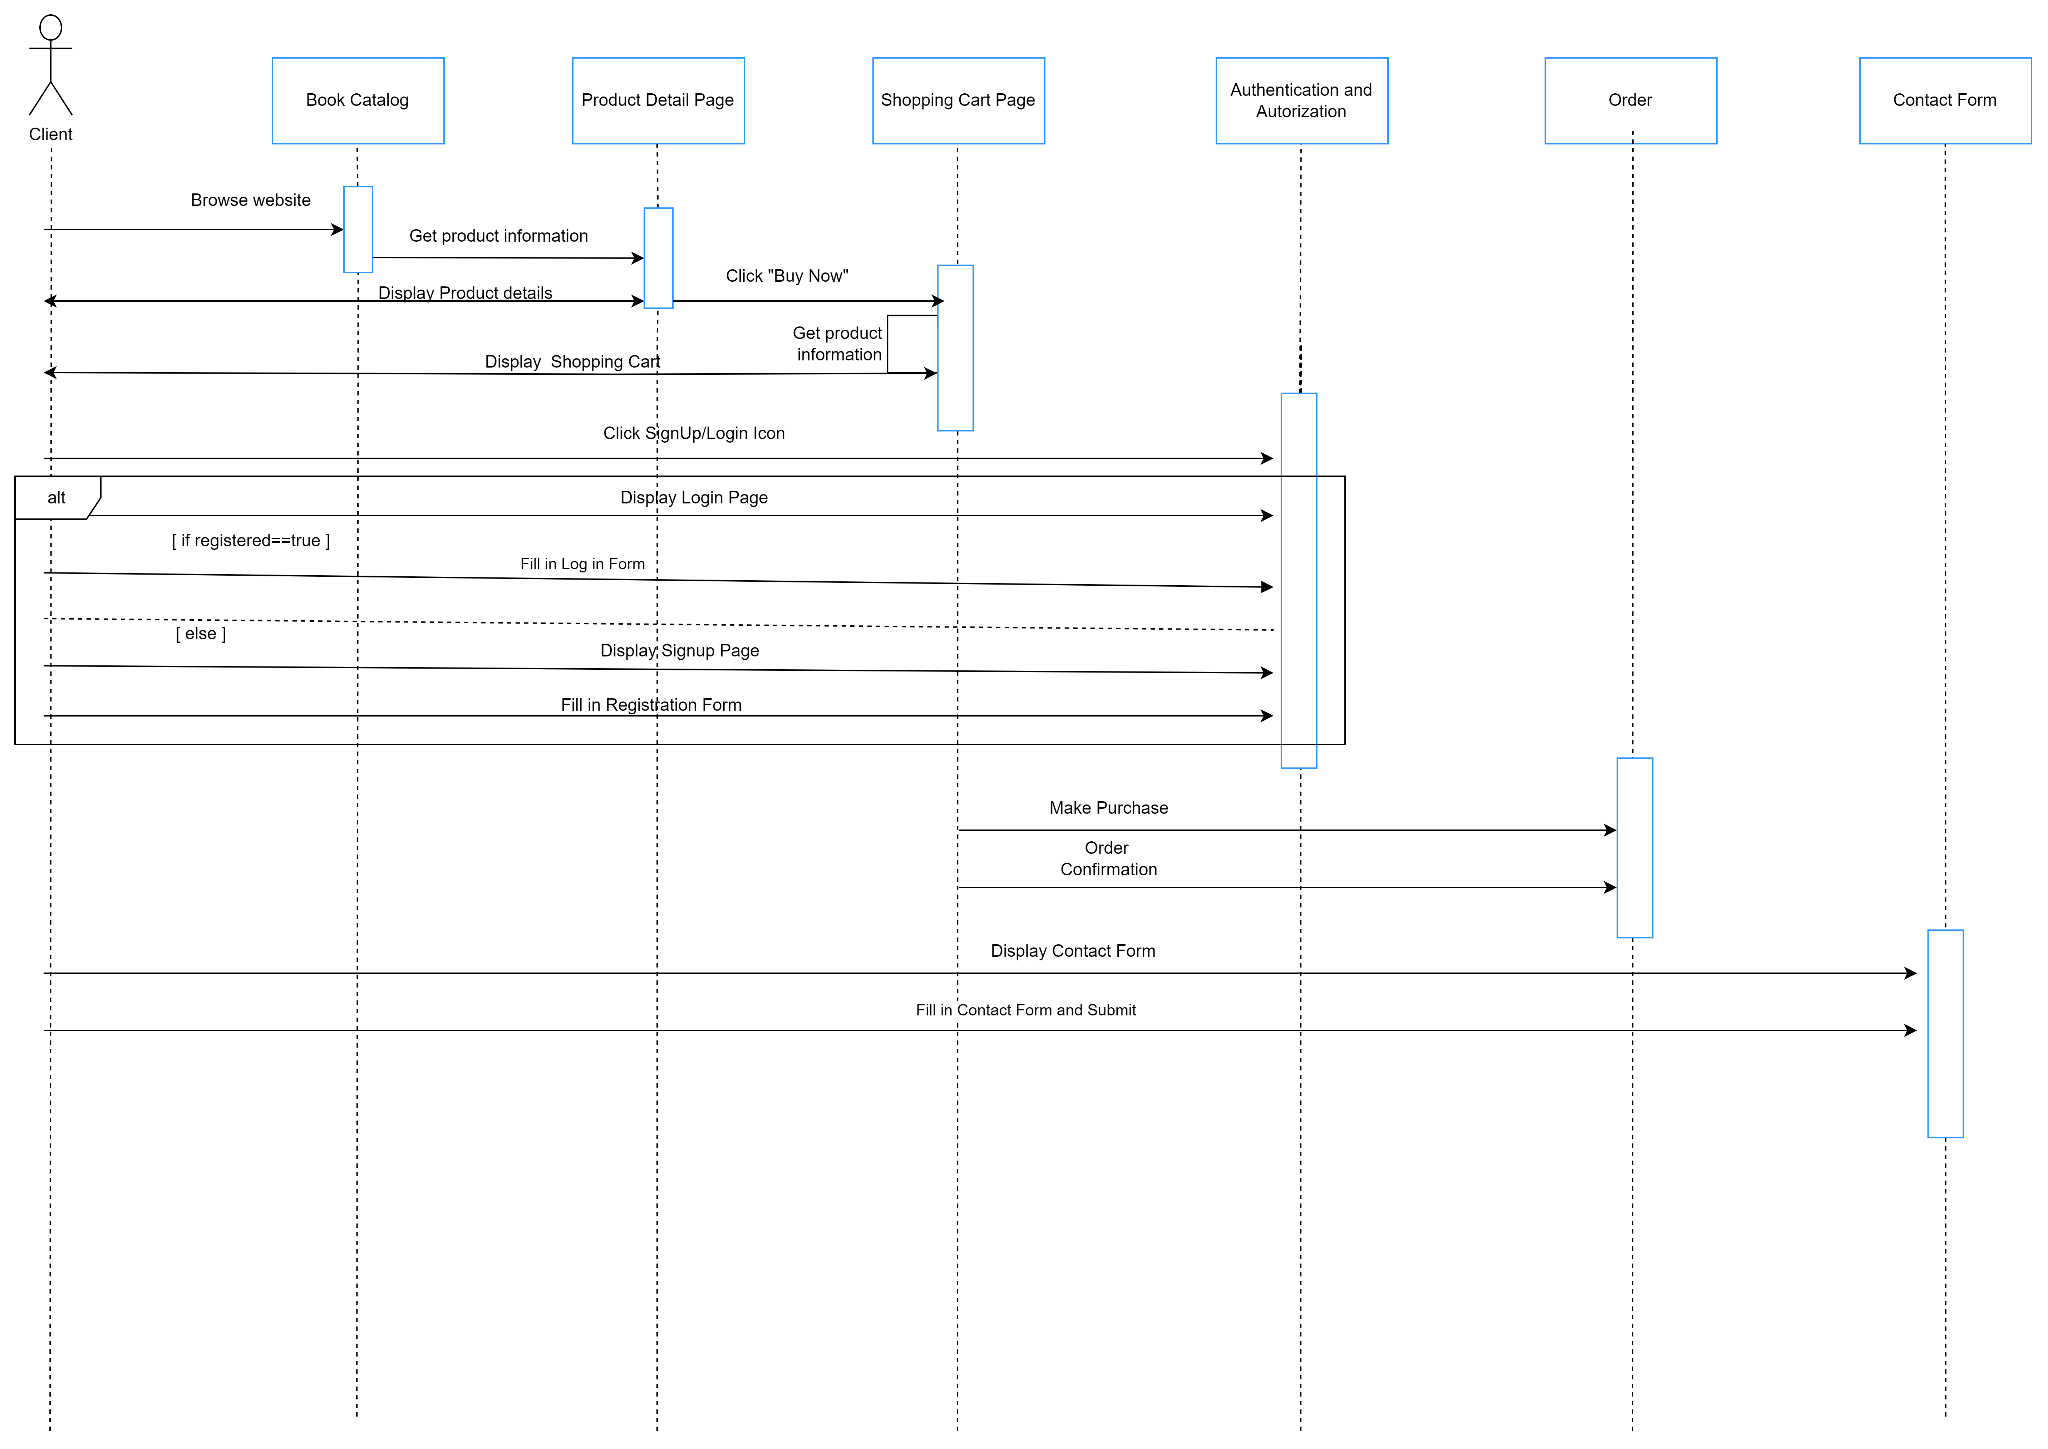 Client
Book Catalog
Product Detail Page
Shopping Cart Page
Authentication and
Autorization
Order
Contact Form
Browse website
Get product information
Click "Buy Now"
Display Product details
Get product
information
Display  Shopping Cart
Click SignUp/Login Icon
alt
Display Login Page
[ if registered==true ]
Fill in Log in Form
[ else ]
Display Signup Page
Fill in Registration Form
Make Purchase
Order
Confirmation
Display Contact Form
Fill in Contact Form and Submit